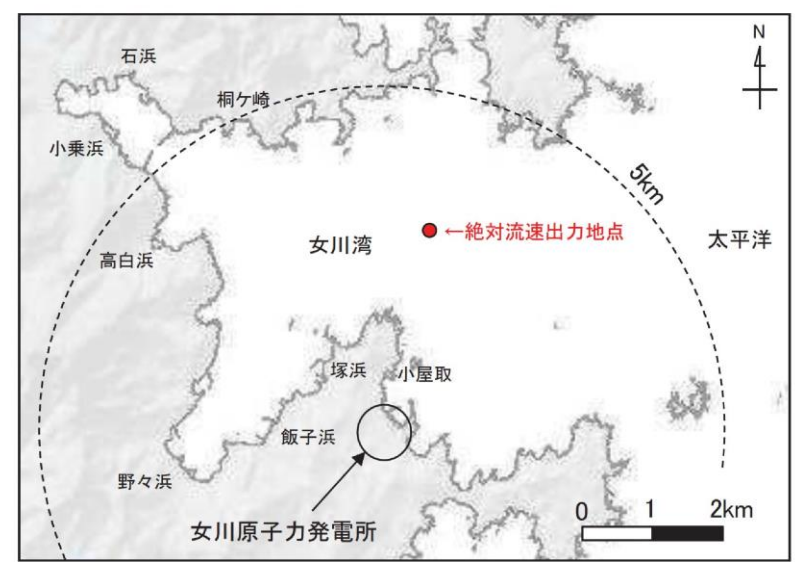 石浜
N
桐ケ崎
小乗浜
5km
←絶対流速出力地点
女川湾
太平洋
高白浜
塚浜
小屋取
飯子浜
野々浜
女川原子力発電所
0 1 2km